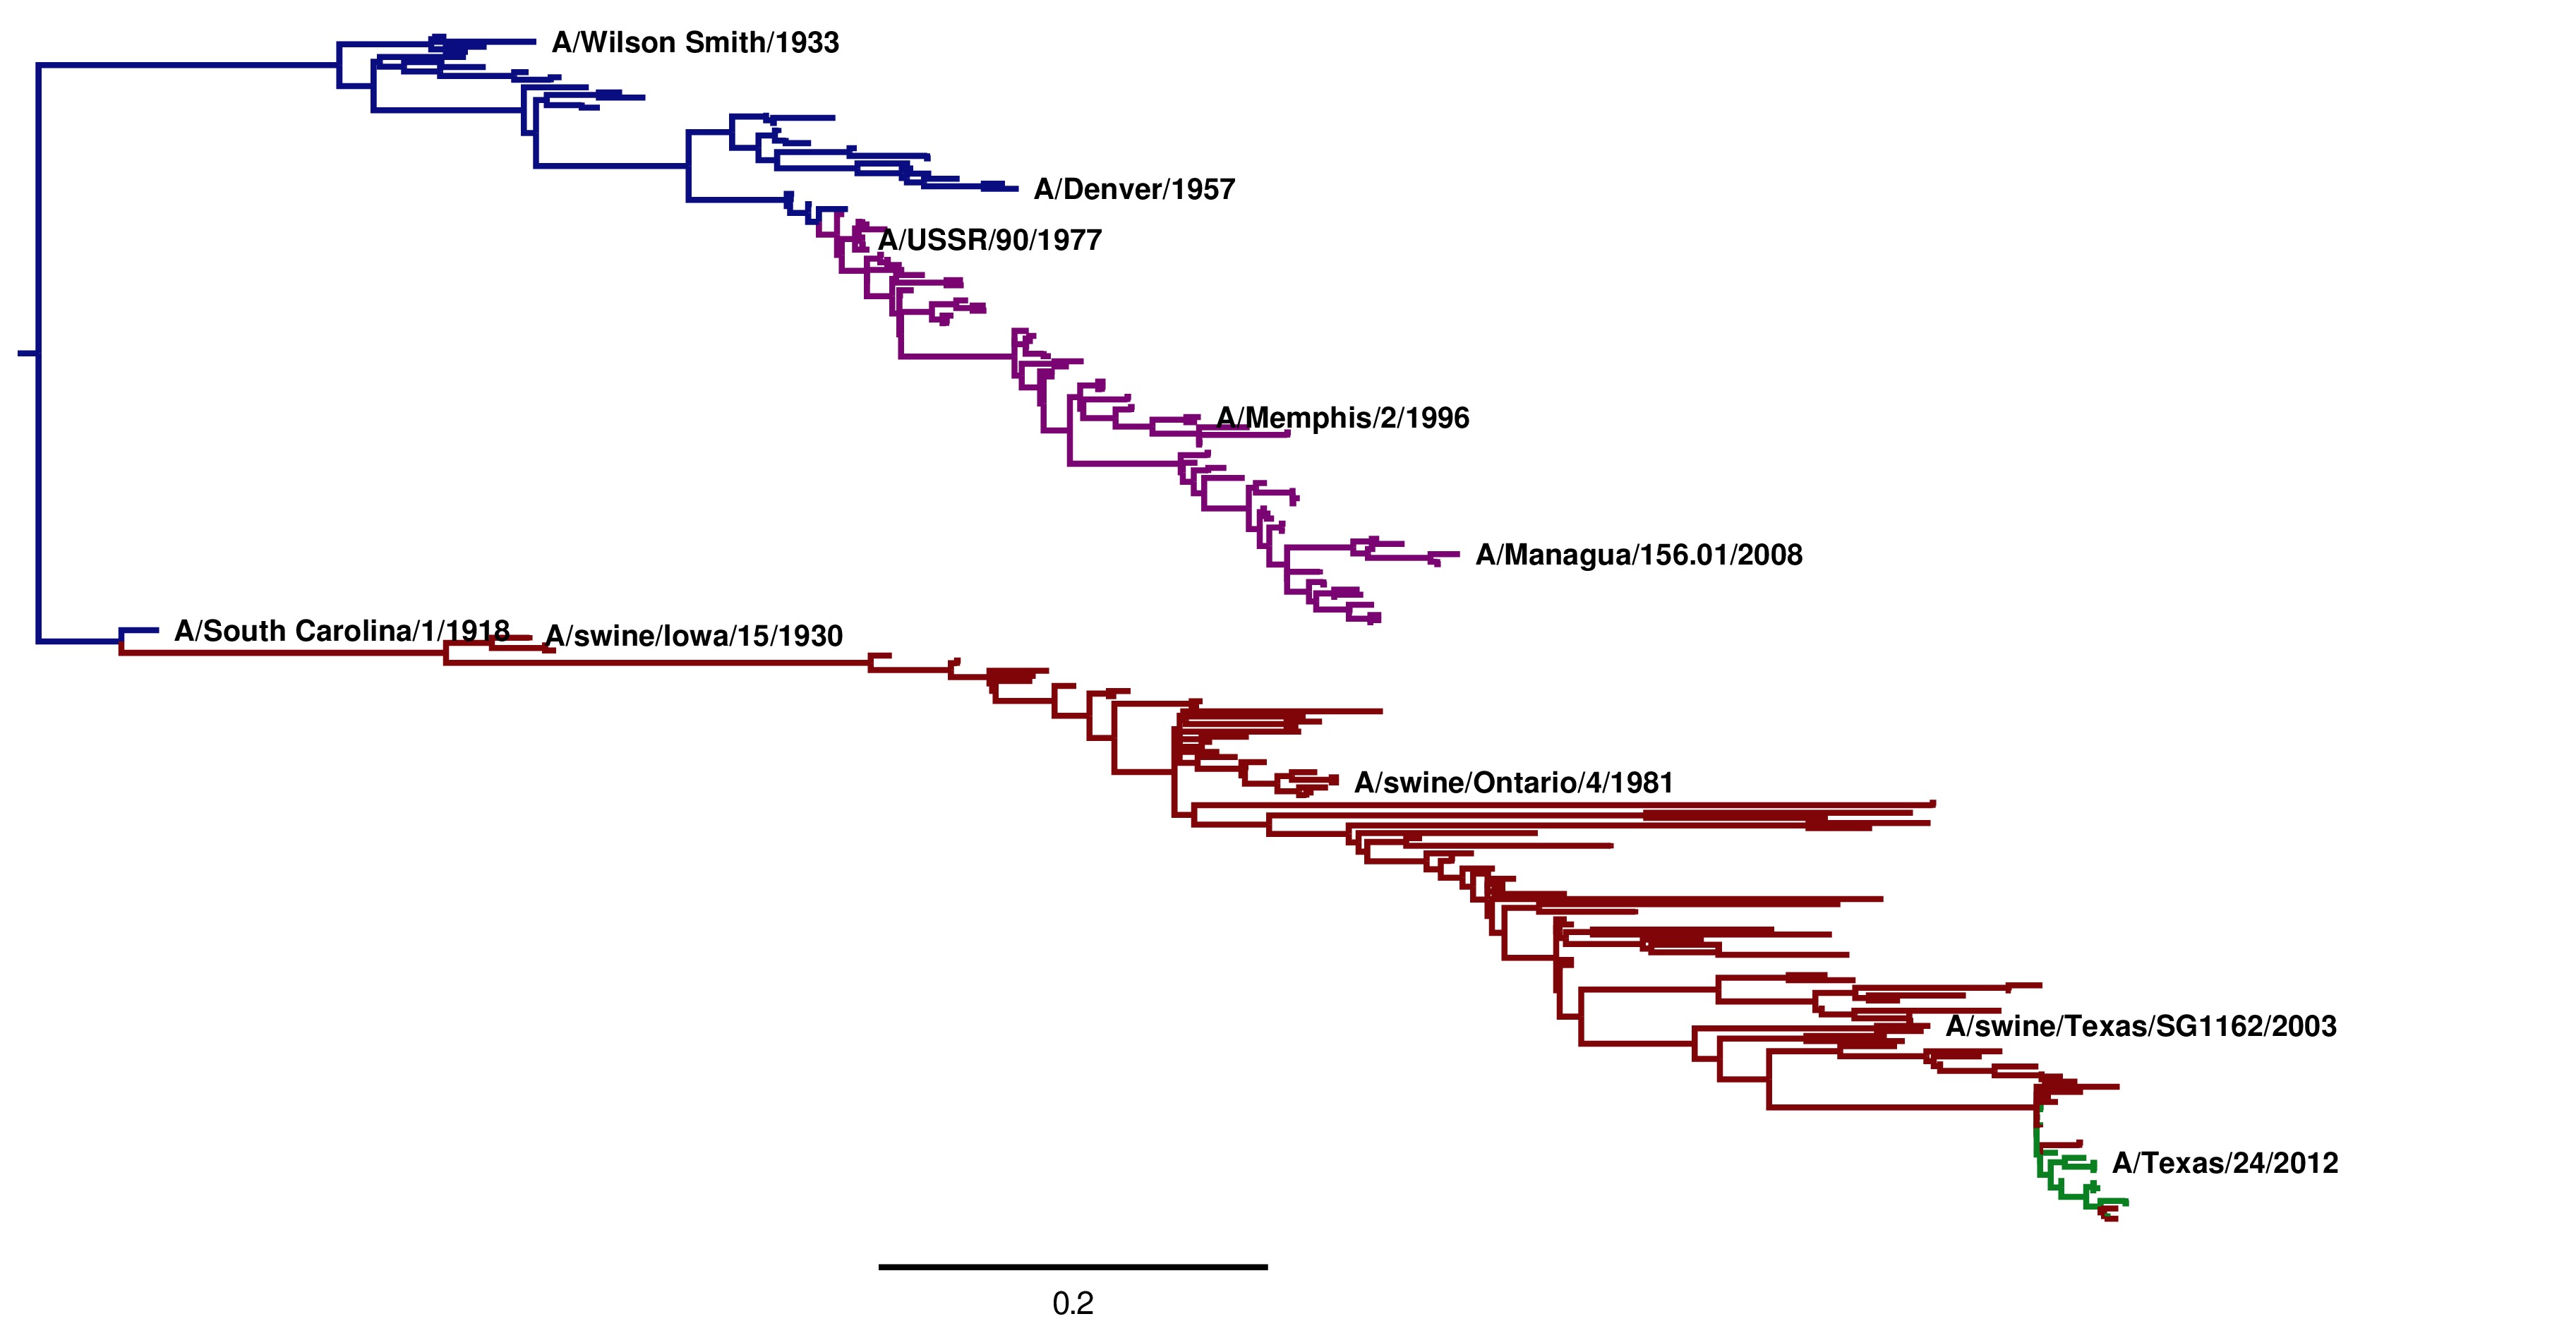 A/Wilson Smith/1933
A/Denver/1957
A/USSR/90/1977
A/Memphis/2/1996
A/Managua/156.01/2008
A/South Carolina/1/1918
A/swine/Iowa/15/1930
A/swine/Ontario/4/1981
A/swine/Texas/SG1162/2003
A/Texas/24/2012
0.2